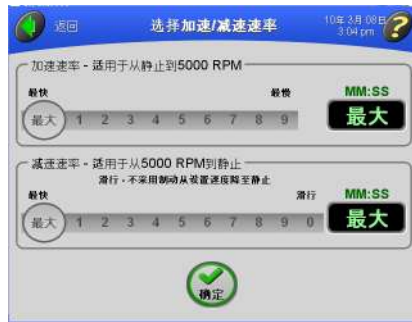 返回 选择加速/减速速率 10年 3月 08日
3:04 pm
加速速率 - 适用于从静止到5000 RPM
最快 最慢 MM:SS
最大 1 2 3 4 5 6 7 8 9 最大
减速速率 - 适用于从5000 RPM到静止
滑行 - 不采用制动从设置速度降至静止
最快 滑行 MM:SS
最大 1 2 3 4 5 6 7 8 9 0 最大
确定